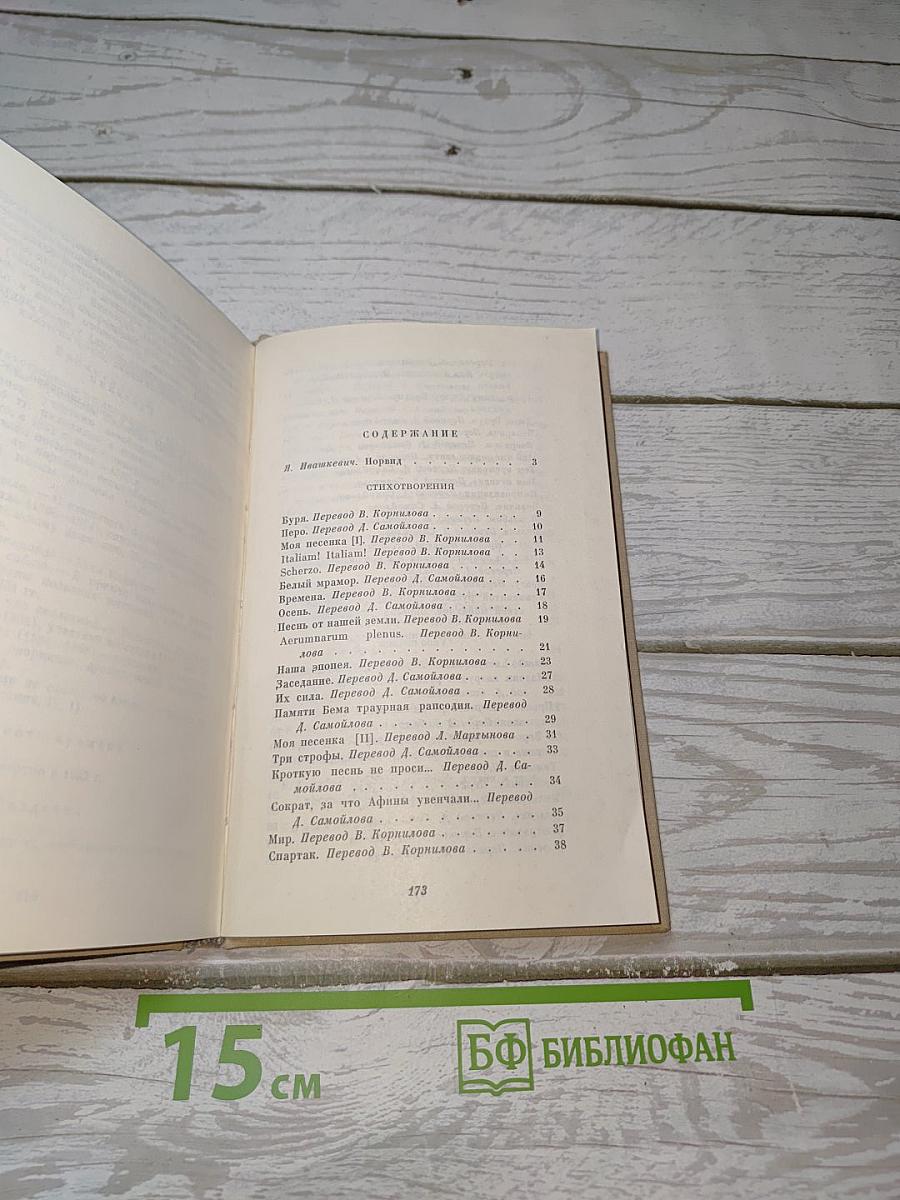 СОДЕРЖАНИЕ
Я. Ивашкевич. Норвид . . . . . . . . 3
СТИХОТВОРЕНИЯ
Буря. Перевод В. Корнилова . . . . . . . 9
Перо. Перевод Д. Самойлова . . . . . . . 10
Моя песенка [I]. Перевод В. Корнилова . . 11
Italiam! Italiam! Перевод В. Корнилова . . 13
Scherzo. Перевод В. Корнилова . . . . . 14
Белый мрамор. Перевод Д. Самойлова . . . 16
Времена. Перевод В. Корнилова . . . . . 17
Осень. Перевод Д. Самойлова . . . . . . 18
Песнь от нашей земли. Перевод В. Корнилова 19
Aerumnarum plenus. Перевод В. Корни-
лова . . . . . . . . . . . . . . . 21
Наша эпопея. Перевод В. Корнилова . . . 23
Заседание. Перевод Д. Самойлова . . . . . 27
Их сила. Перевод Д. Самойлова . . . . . 28
Памяти Бема траурная рапсодия. Перевод
Д. Самойлова . . . . . . . . . . . 29
Моя песенка [II]. Перевод Л. Мартынова . 31
Три строфы. Перевод Д. Самойлова . . . . 33
Кроткую песнь не проси... Перевод Д. Са-
мойлова . . . . . . . . . . . . . 34
Сократ, за что Афины увенчали... Перевод
Д. Самойлова . . . . . . . . . . . 35
Мир. Перевод В. Корнилова . . . . . . 37
Спартак. Перевод В. Корнилова . . . . . 38
173
15 см
БФ БИБЛИОФАН